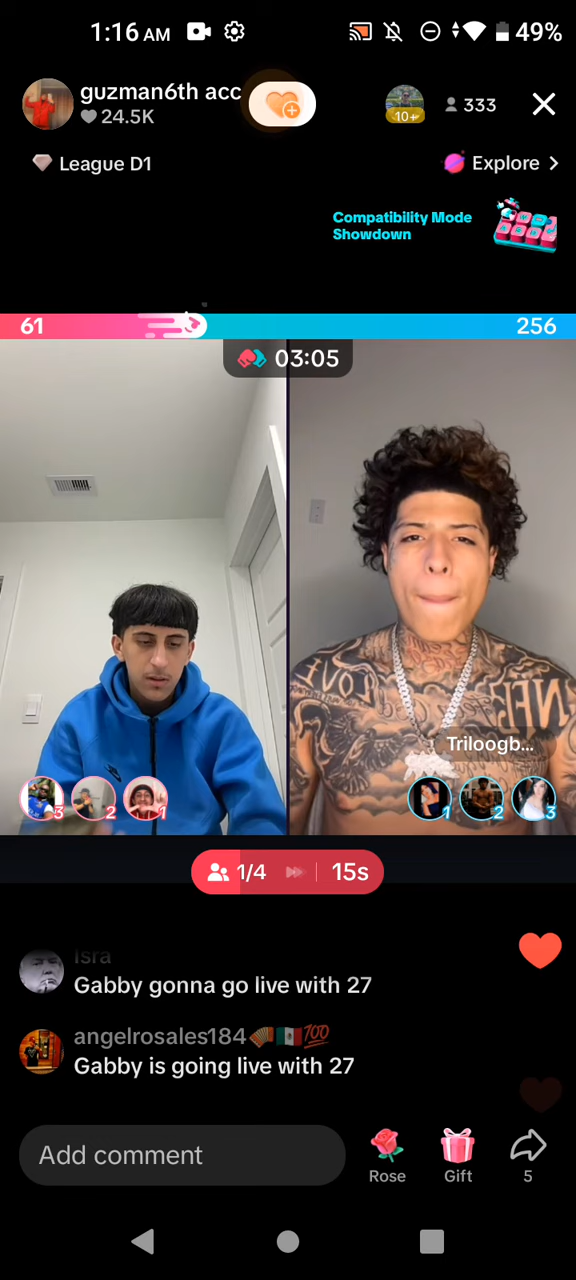 1:16 AM
49%
guzman6th acc
24.5K
10+
333
League D1
Explore
Compatibility Mode
Showdown
61
256
03:05
LOVE
Triloogb...
3
2
1
1
2
3
1/4
15s
Isra
Gabby gonna go live with 27
angelrosales184🪭🇲🇽💯
Gabby is going live with 27
Add comment
Rose
Gift
5